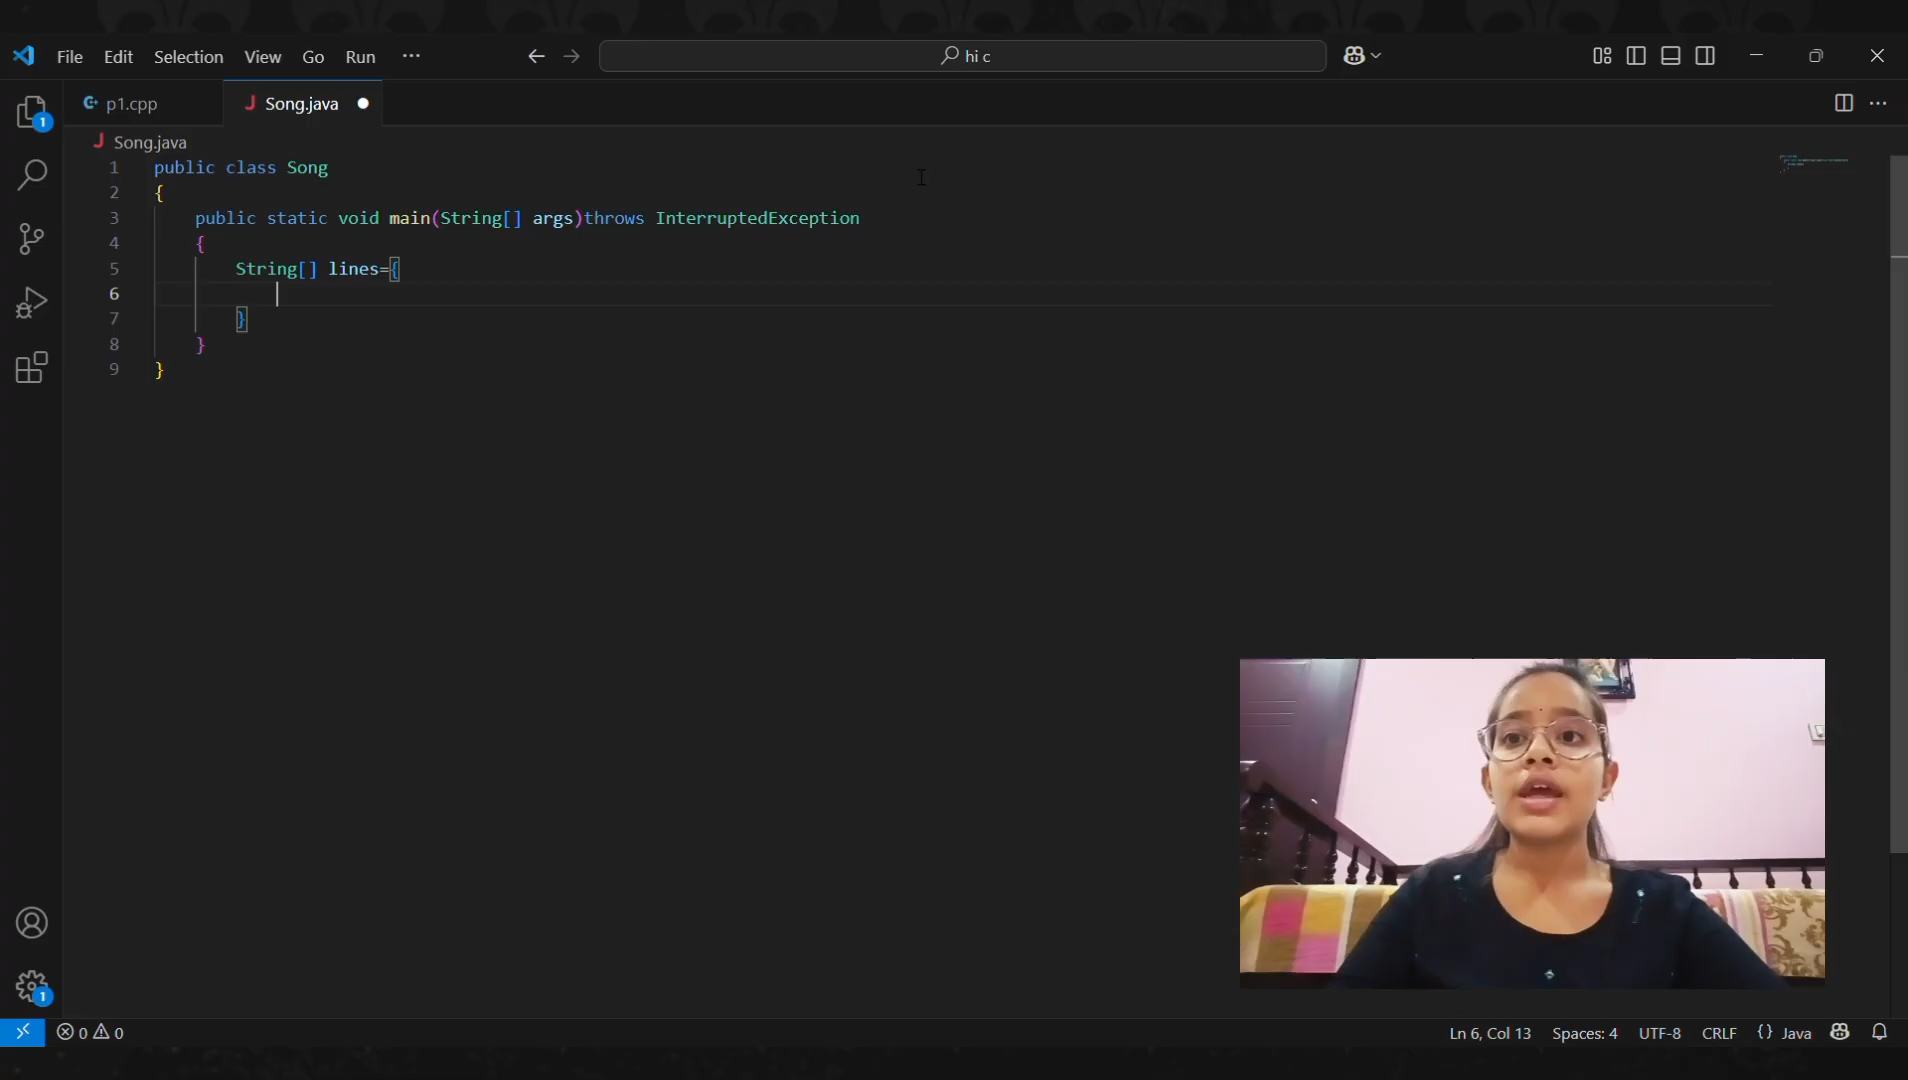 File Edit Selection View Go Run ··· hi c
p1.cpp Song.java
Song.java
1 public class Song
2 {
3 public static void main(String[] args)throws InterruptedException
4 {
5 String[] lines={
6
7 }
8 }
9 }
1
1
0 0 Ln 6, Col 13 Spaces: 4 UTF-8 CRLF {} Java